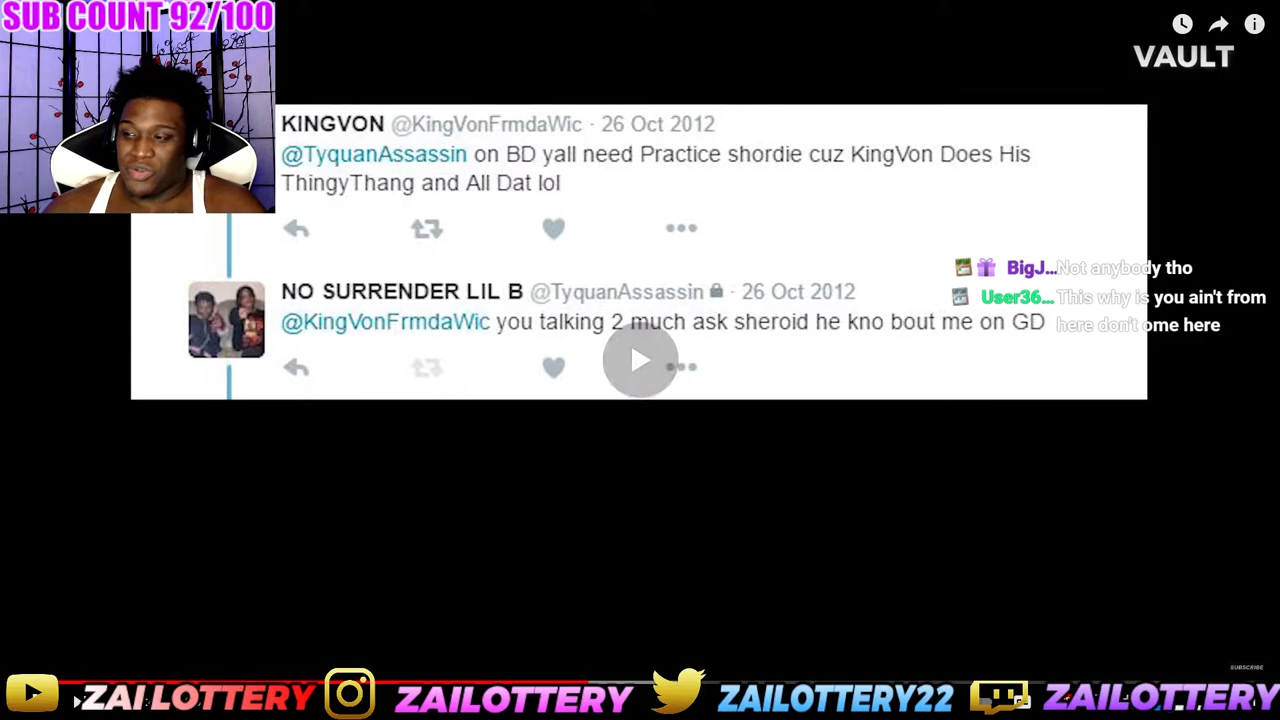 SUB COUNT 92/100
VAULT
KINGVON @KingVonFrmdaWic · 26 Oct 2012
@TyquanAssassin on BD yall need Practice shordie cuz KingVon Does His
ThingyThang and All Dat lol
NO SURRENDER LIL B @TyquanAssassin · 26 Oct 2012
@KingVonFrmdaWic you talking 2 much ask sheroid he kno bout me on GD
BigJ... Not anybody tho
User36... This why is you ain't from
here don't ome here
SUBSCRIBE
ZAILOTTERY ZAILOTTERY ZAILOTTERY22 ZAILOTTERY